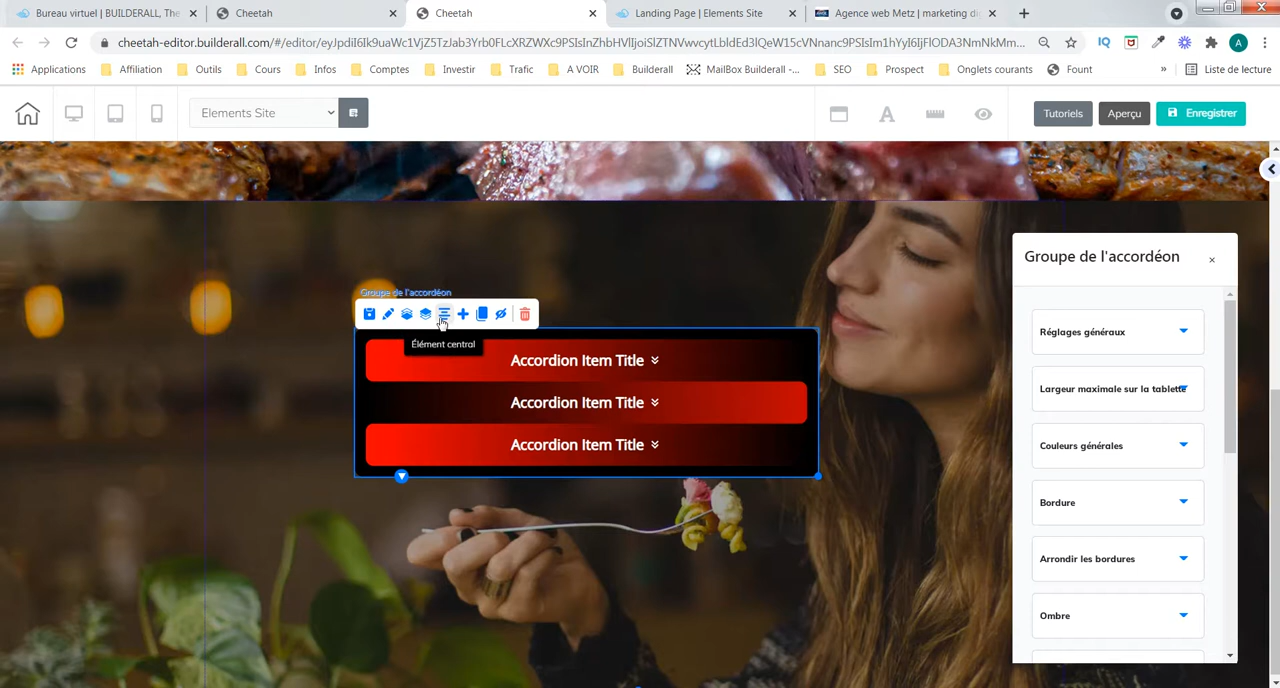 Bureau virtuel | BUILDERALL, The
Cheetah
Cheetah
Landing Page | Elements Site
Agence web Metz | marketing di
cheetah-editor.builderall.com/#/editor/
Applications
Affiliation
Outils
Cours
Infos
Comptes
Investir
Trafic
A VOIR
Builderall
MailBox Builderall -...
SEO
Prospect
Onglets courants
Fount
»
Liste de lecture
Elements Site
Tutoriels
Aperçu
Enregistrer
Groupe de l'accordéon
Élément central
Accordion Item Title
Accordion Item Title
Accordion Item Title
Groupe de l'accordéon
Réglages généraux
Largeur maximale sur la tablette
Couleurs générales
Bordure
Arrondir les bordures
Ombre